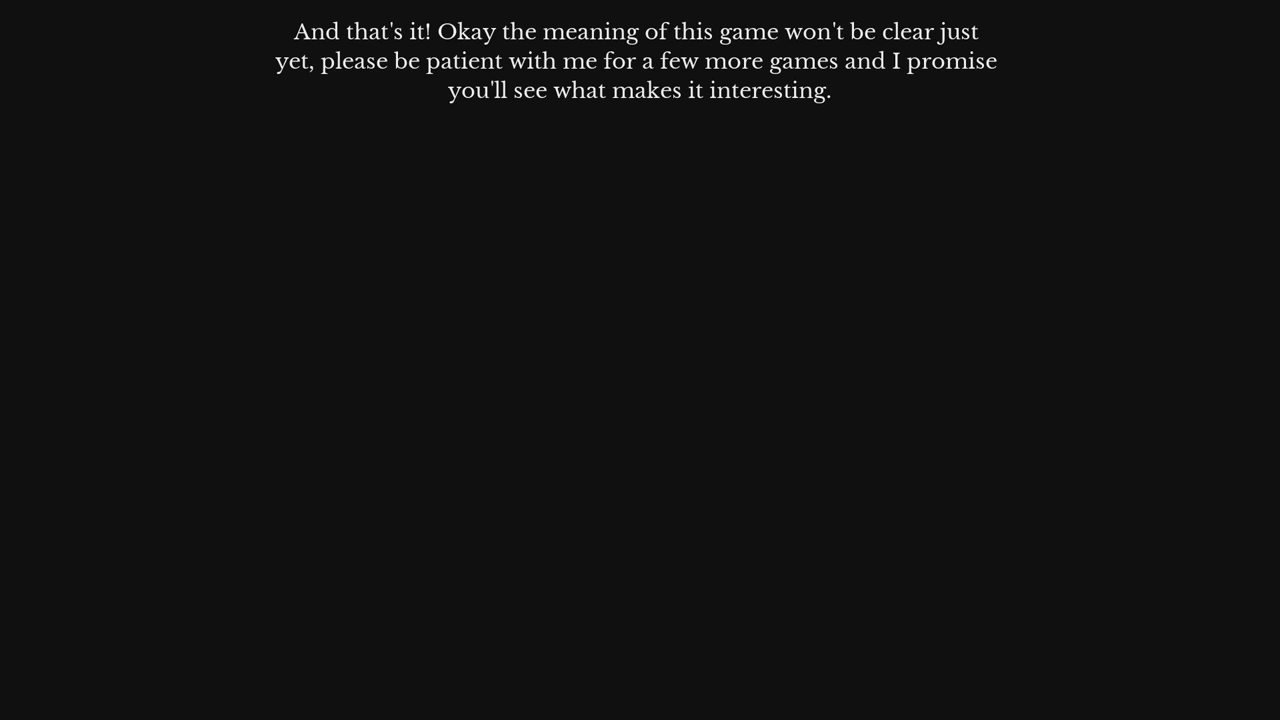 And that's it! Okay the meaning of this game won't be clear just
yet, please be patient with me for a few more games and I promise
you'll see what makes it interesting.